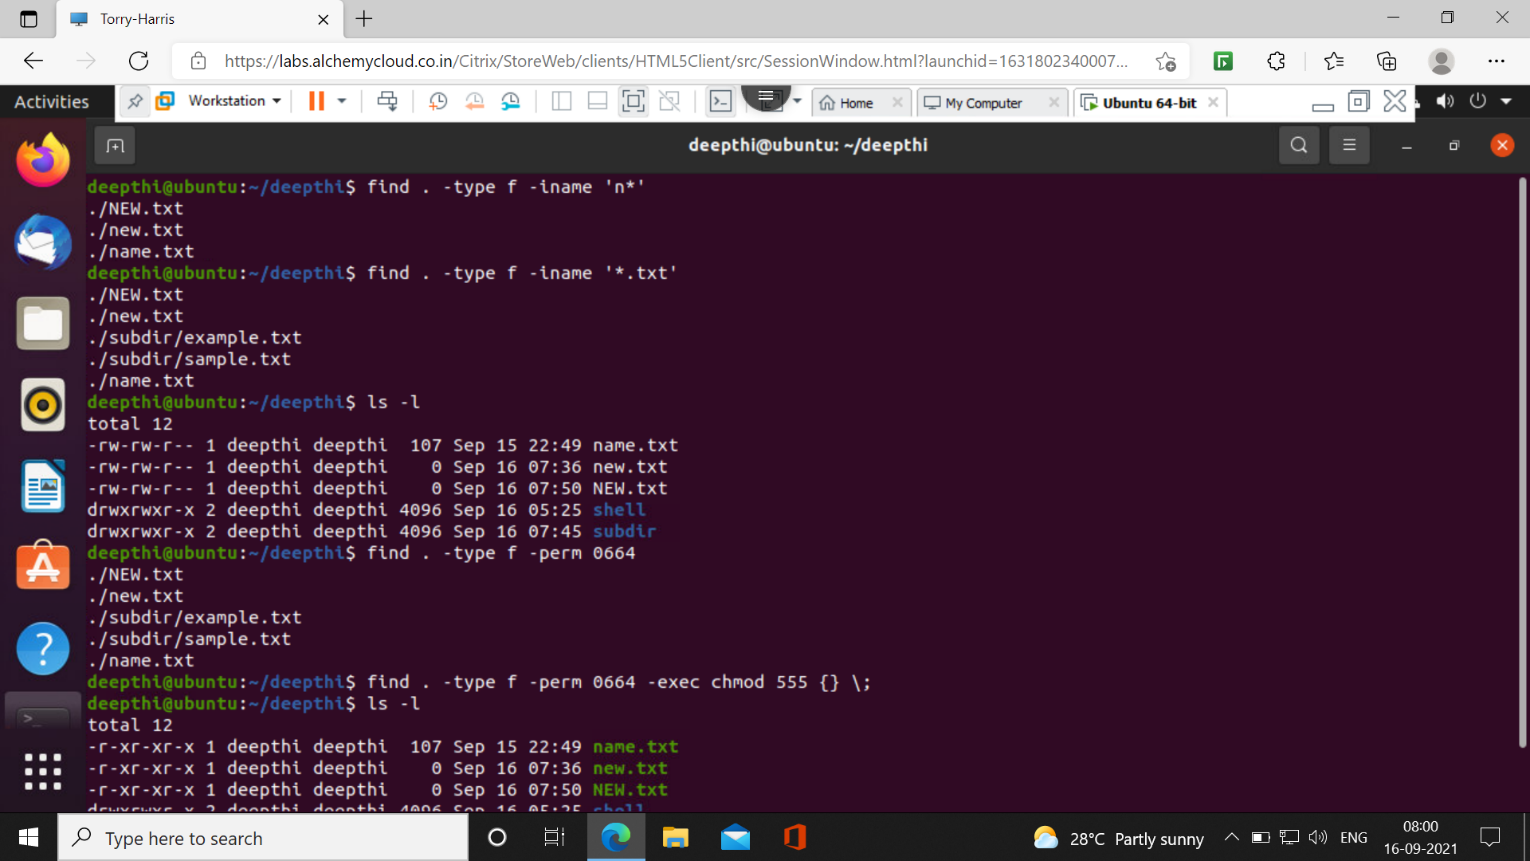 Torry-Harris
https://labs.alchemycloud.co.in/Citrix/StoreWeb/clients/HTML5Client/src/SessionWindow.html?launchid=1631802340007...
Activities
Workstation
Home
My Computer
Ubuntu 64-bit
deepthi@ubuntu: ~/deepthi
deepthi@ubuntu:~/deepthi$ find . -type f -iname 'n*'
./NEW.txt
./new.txt
./name.txt
deepthi@ubuntu:~/deepthi$ find . -type f -iname '*.txt'
./NEW.txt
./new.txt
./subdir/example.txt
./subdir/sample.txt
./name.txt
deepthi@ubuntu:~/deepthi$ ls -l
total 12
-rw-rw-r-- 1 deepthi deepthi  107 Sep 15 22:49 name.txt
-rw-rw-r-- 1 deepthi deepthi    0 Sep 16 07:36 new.txt
-rw-rw-r-- 1 deepthi deepthi    0 Sep 16 07:50 NEW.txt
drwxrwxr-x 2 deepthi deepthi 4096 Sep 16 05:25 shell
drwxrwxr-x 2 deepthi deepthi 4096 Sep 16 07:45 subdir
deepthi@ubuntu:~/deepthi$ find . -type f -perm 0664
./NEW.txt
./new.txt
./subdir/example.txt
./subdir/sample.txt
./name.txt
deepthi@ubuntu:~/deepthi$ find . -type f -perm 0664 -exec chmod 555 {} \;
deepthi@ubuntu:~/deepthi$ ls -l
total 12
-r-xr-xr-x 1 deepthi deepthi  107 Sep 15 22:49 name.txt
-r-xr-xr-x 1 deepthi deepthi    0 Sep 16 07:36 new.txt
-r-xr-xr-x 1 deepthi deepthi    0 Sep 16 07:50 NEW.txt
drwxrwxr-x 2 deepthi deepthi 4096 Sep 16 05:25 shell
Type here to search
28°C Partly sunny
ENG
08:00
16-09-2021